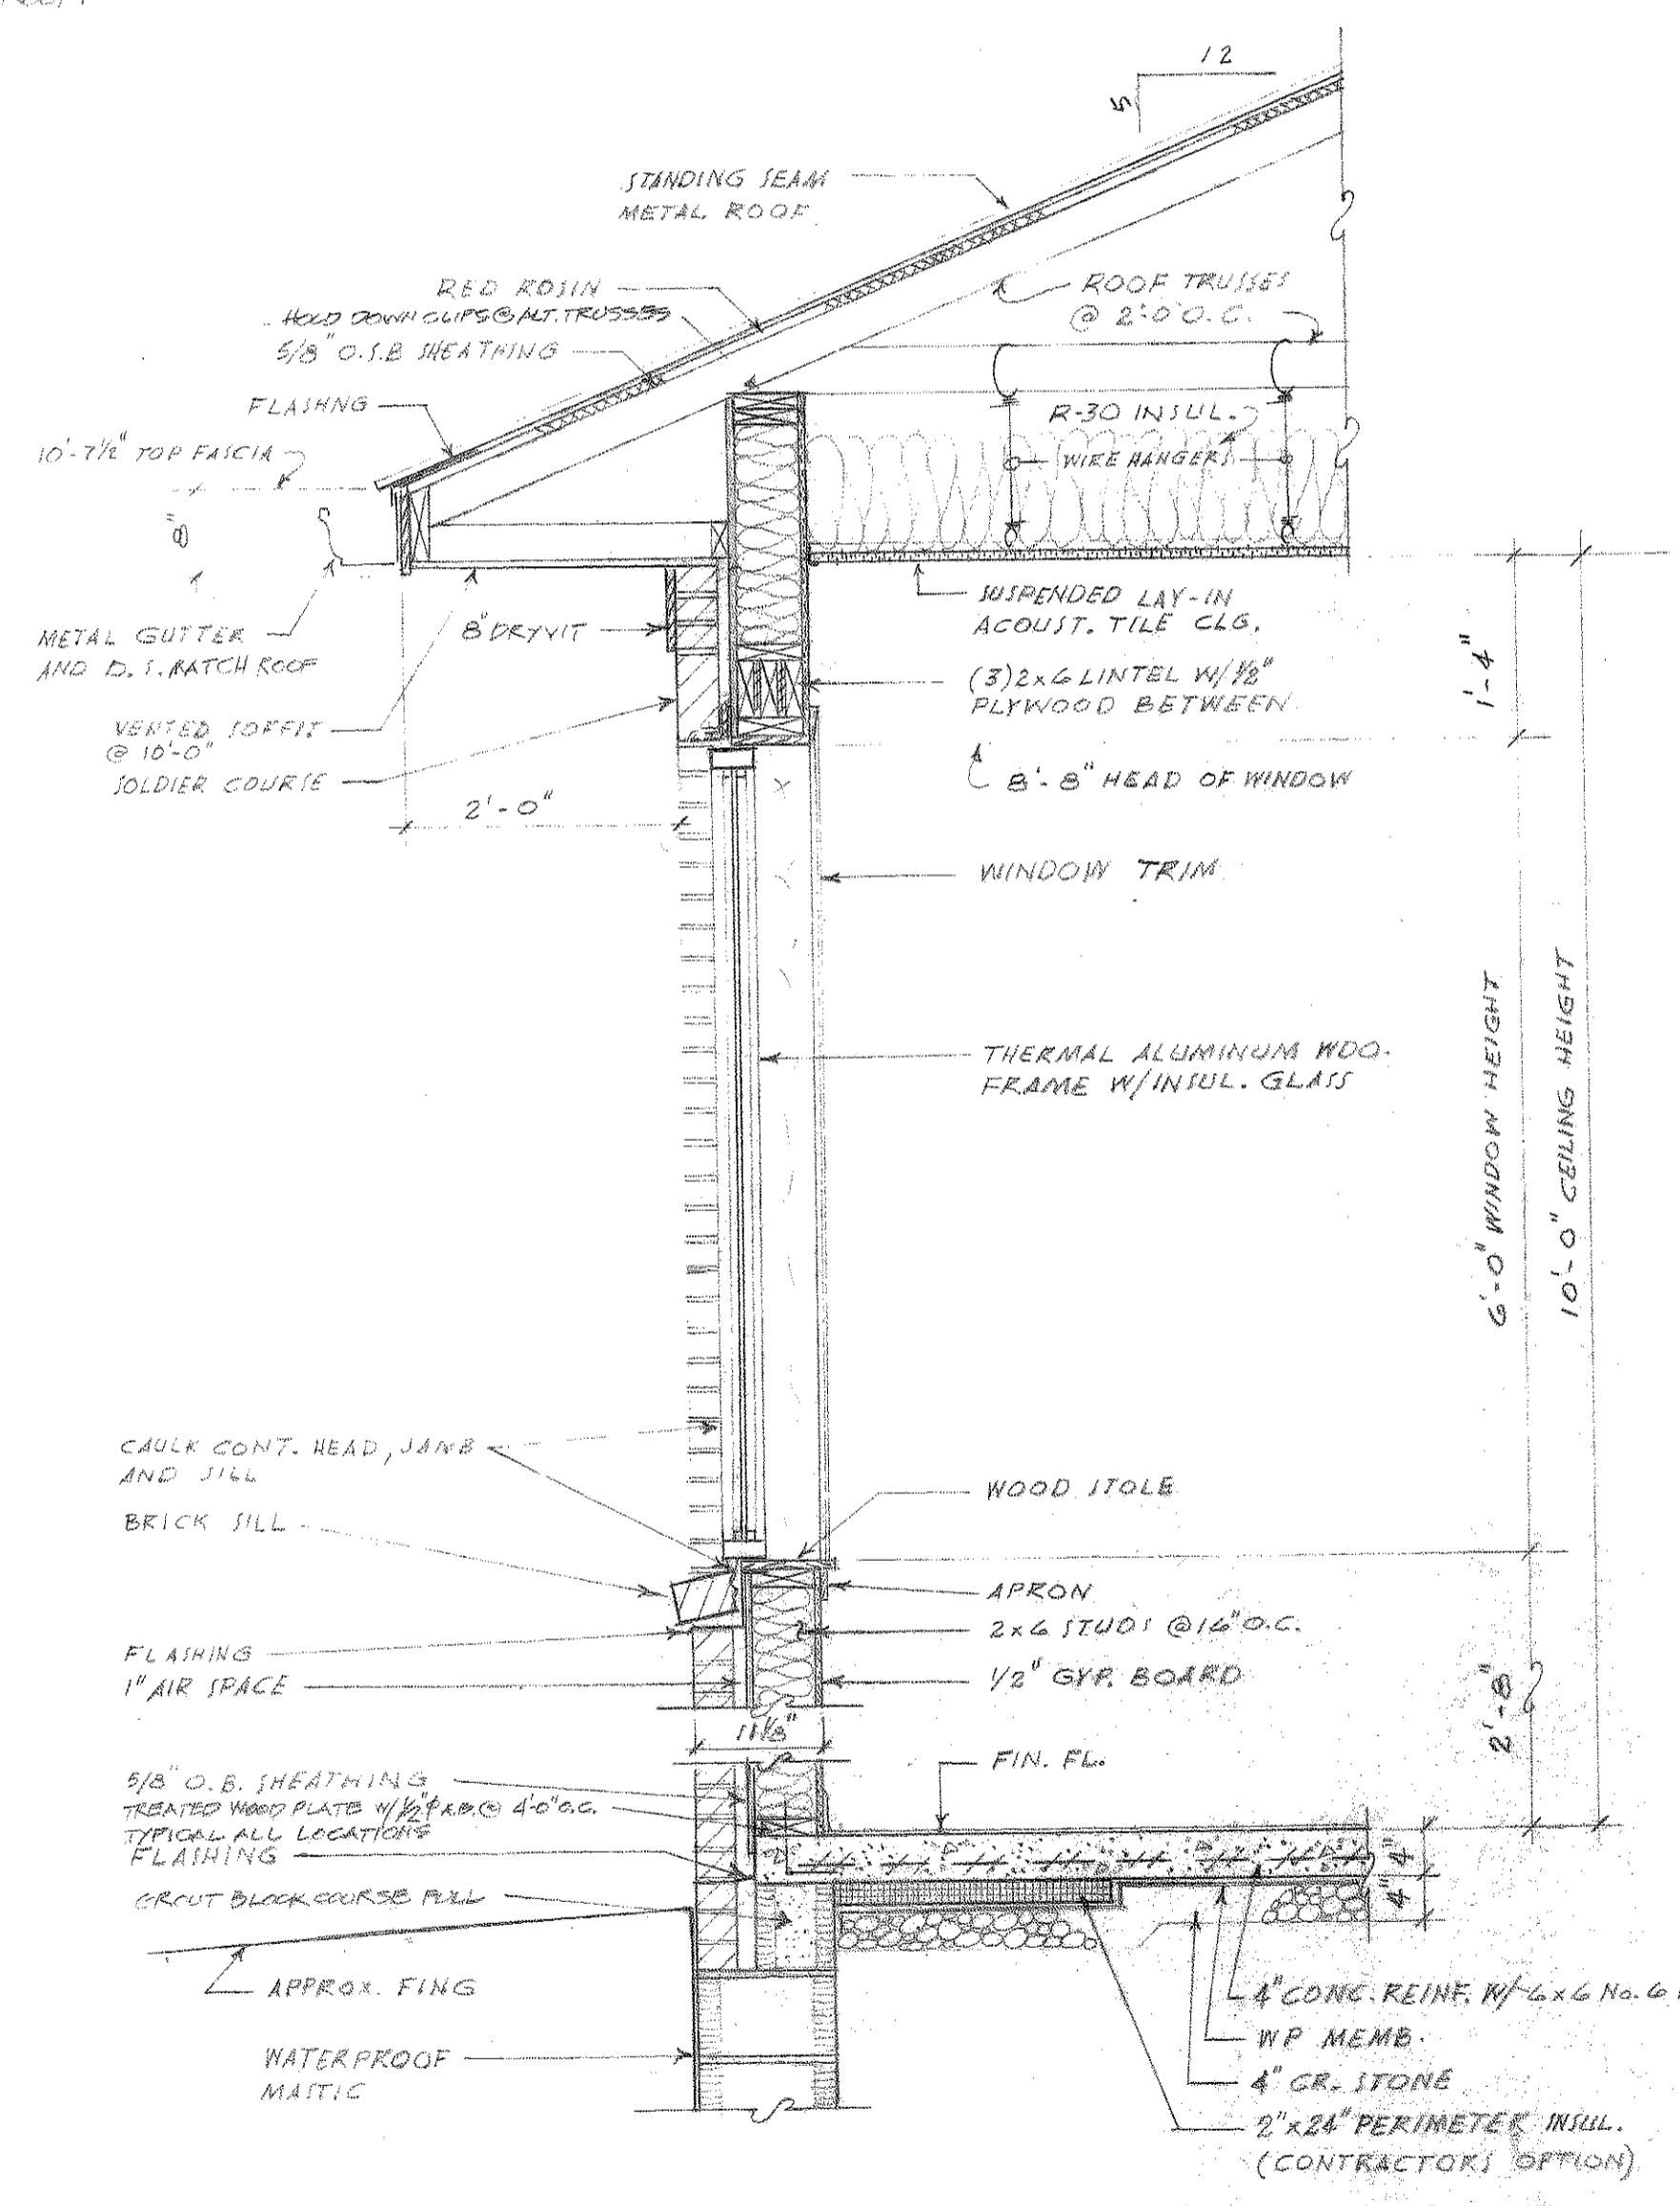 12
5
STANDING SEAM
METAL ROOF
RED ROSIN
HOLD DOWN CLIPS @ ALT. TRUSSES
5/8" O.S.B SHEATHING
FLASHNG
10'-7 1/2" TOP FASCIA
8"
METAL GUTTER
AND D.S. MATCH ROOF
VENTED SOFFIT
@ 10'-0"
SOLDIER COURSE
2'-0"
8" DRYVIT
ROOF TRUSSES
@ 2'-0 O.C.
R-30 INSUL.
WIRE HANGERS
SUSPENDED LAY-IN
ACOUST. TILE CLG.
(3) 2x6 LINTEL W/ 1/2"
PLYWOOD BETWEEN
8'-8" HEAD OF WINDOW
1'-4"
WINDOW TRIM
THERMAL ALUMINUM WDO.
FRAME W/INSUL. GLASS
6'-0" WINDOW HEIGHT
10'-0" CEILING HEIGHT
CAULK CONT. HEAD, JAMB
AND SILL
BRICK SILL
WOOD STOLE
APRON
2x6 STUDS @ 16" O.C.
1/2" GYP. BOARD
FLASHING
1" AIR SPACE
2'-8"
FIN. FL.
5/8" O.B. SHEATHING
TREATED WOOD PLATE W/ 1/2"φ A.B. @ 4'-0" O.C.
TYPICAL ALL LOCATIONS
FLASHING
GROUT BLOCK COURSE FULL
4"
4"
APPROX. FING
WATERPROOF
MASTIC
4" CONC. REINF. W/ 6x6 No. 6
WP MEMB.
4" GR. STONE
2"x24" PERIMETER INSUL.
(CONTRACTORS OPTION)